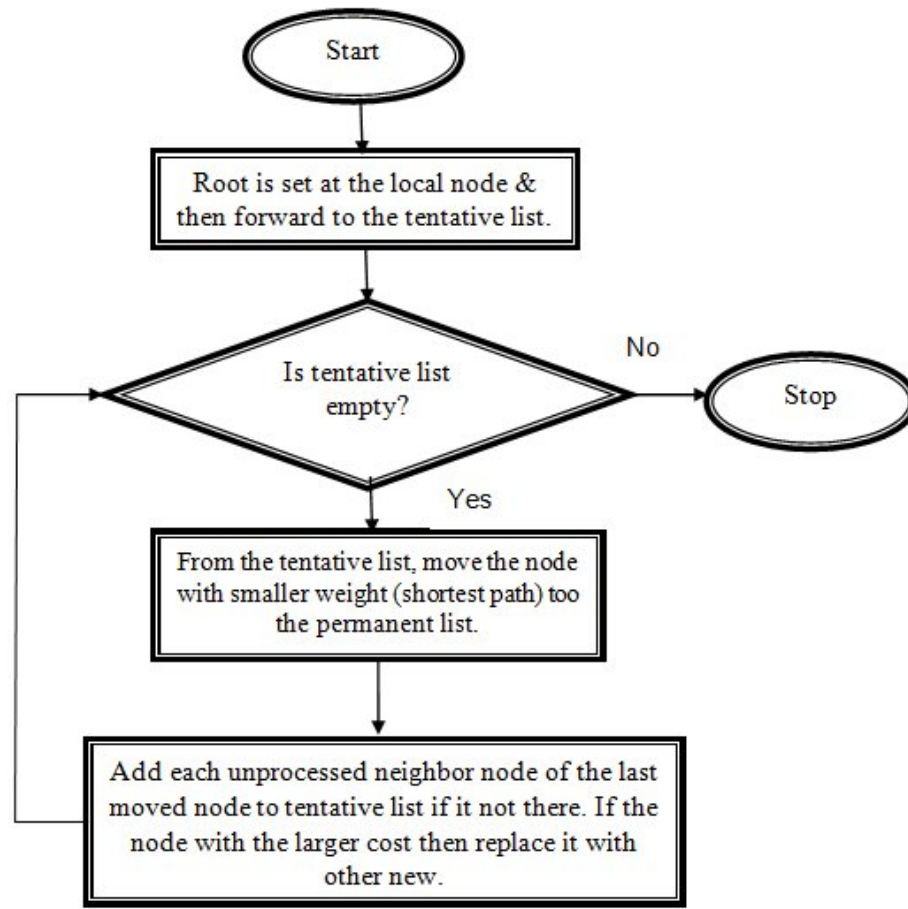 Start
Root is set at the local node &
then forward to the tentative list.
Is tentative list
empty?
No
Stop
Yes
From the tentative list, move the node
with smaller weight (shortest path) too
the permanent list.
Add each unprocessed neighbor node of the last
moved node to tentative list if it not there. If the
node with the larger cost then replace it with
other new.